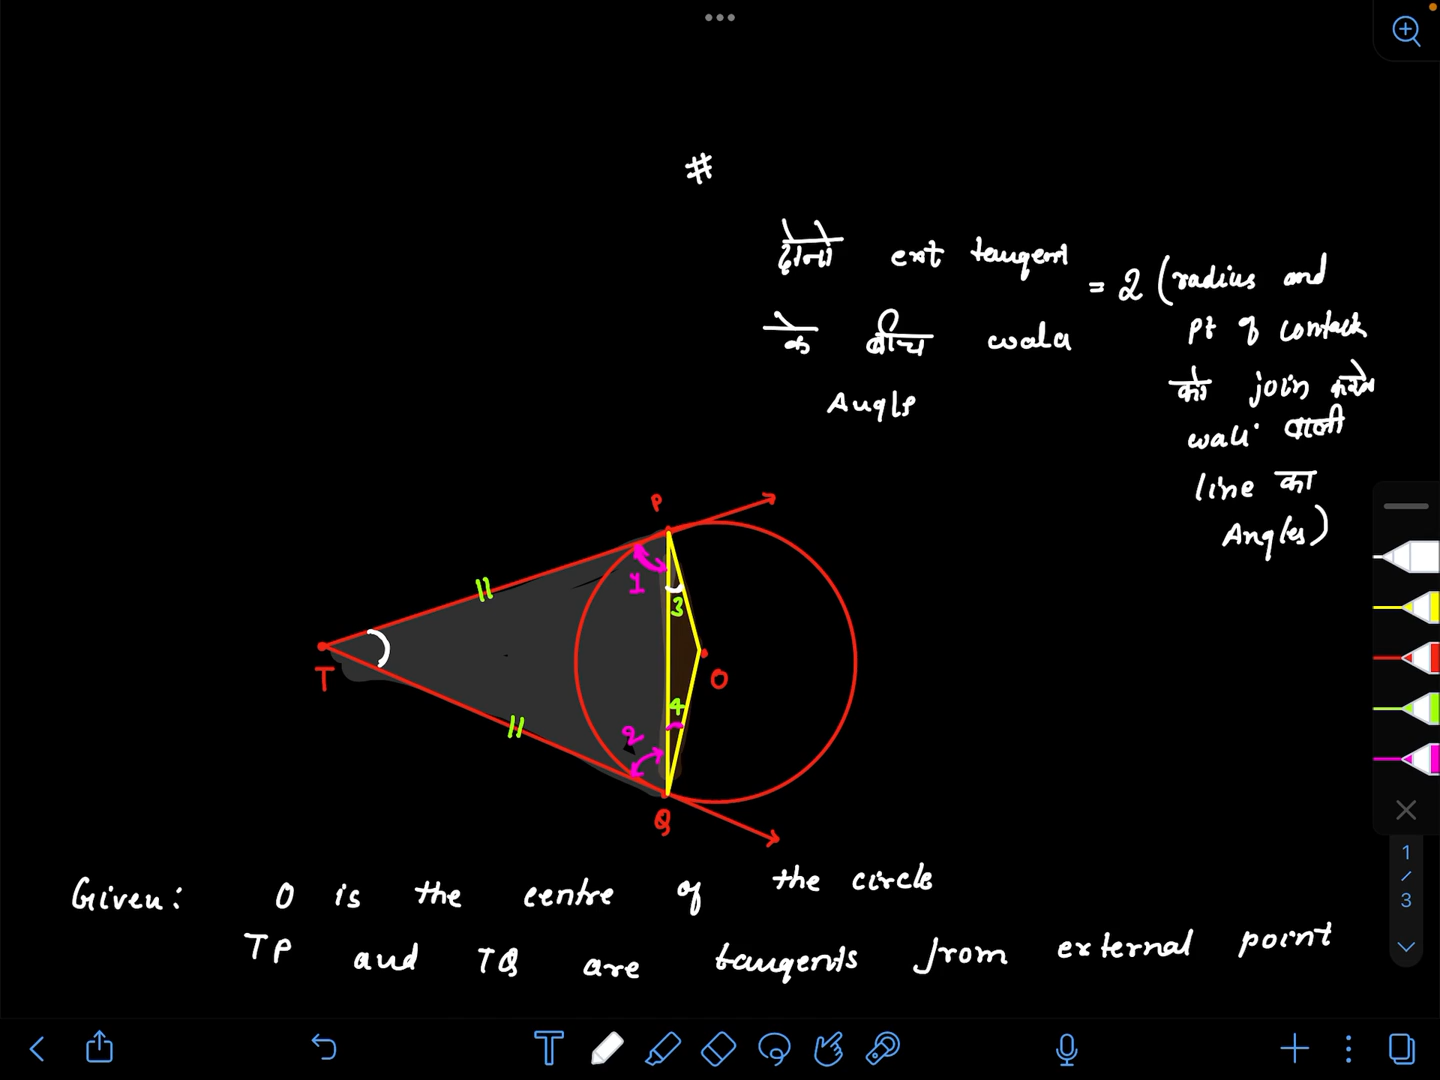 #
दोनों ext tangent
के बीच wala
Angle
= 2 (radius and
pt of contact
को join करने
wali वाली
line का
Angles)
P
1
3
T
O
4
2
Q
Given: O is the centre of the circle
TP and TQ are tangents from external point
1
/
3
T